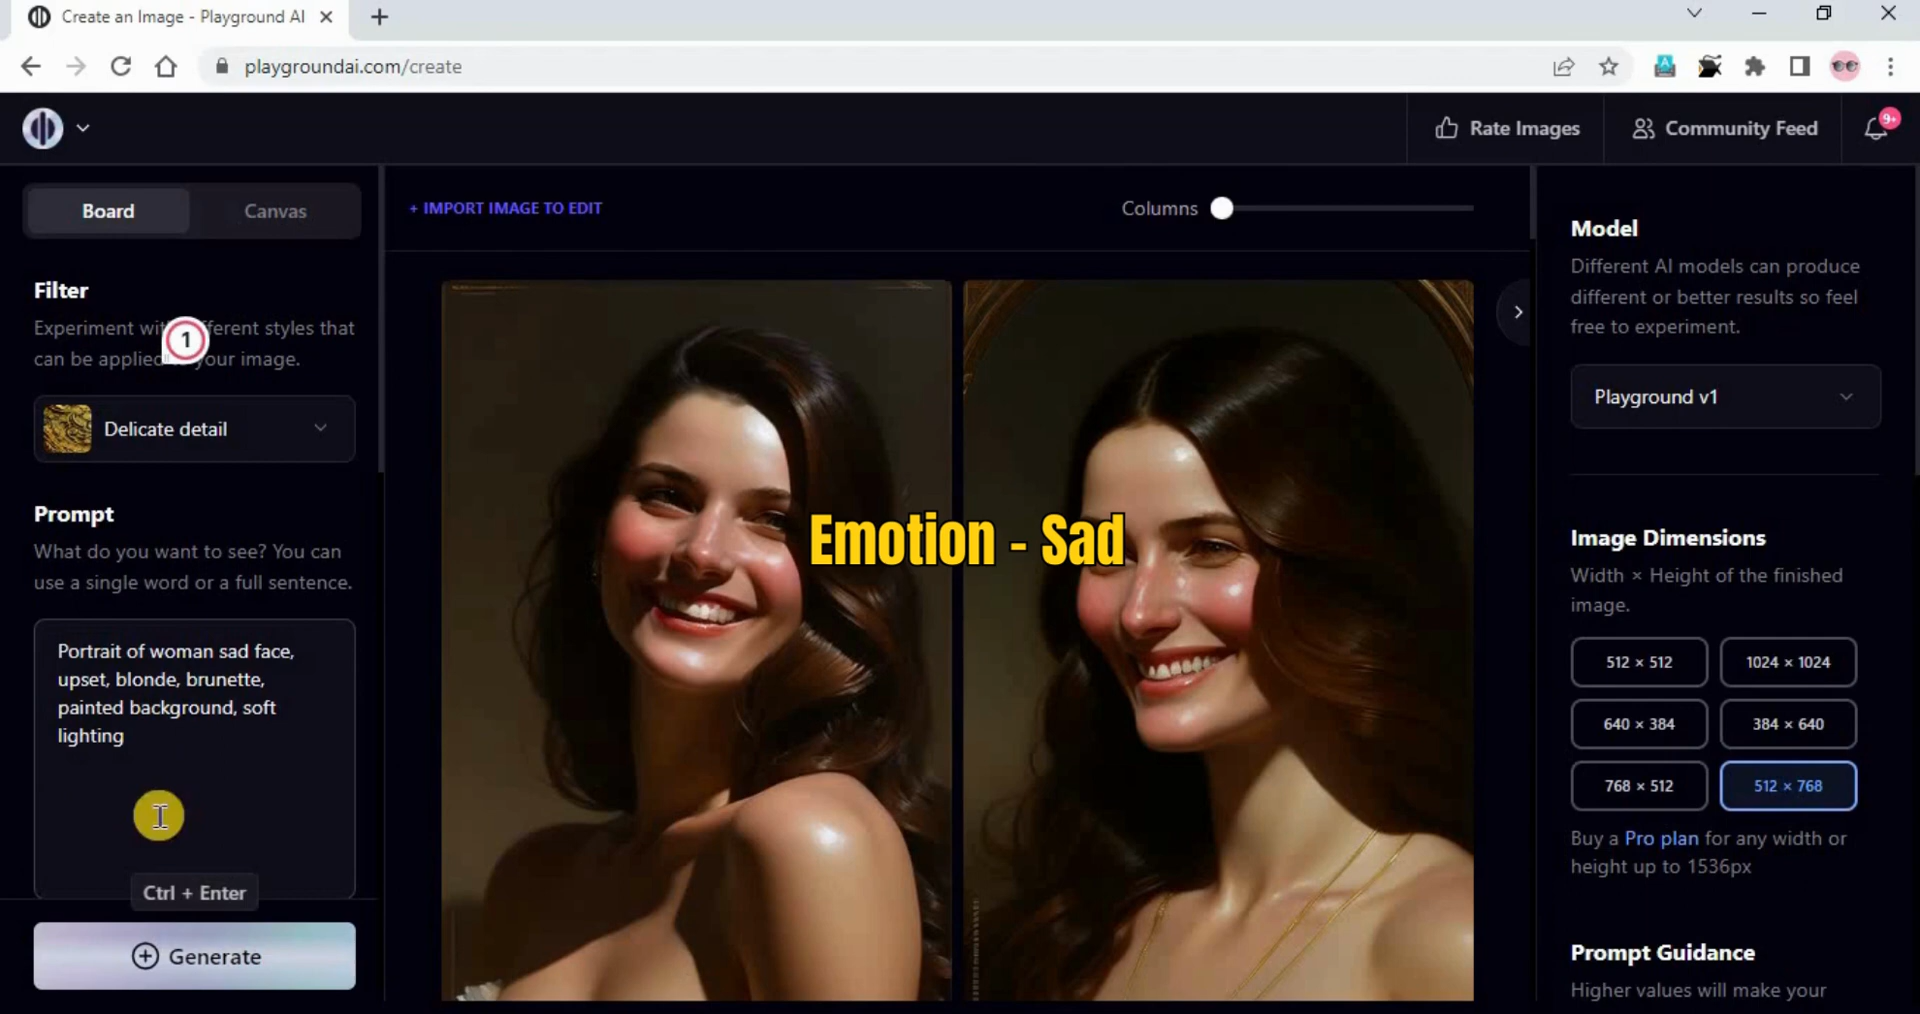 Create an Image - Playground AI
playgroundai.com/create
Rate Images
Community Feed
9+
Board
Canvas
+ IMPORT IMAGE TO EDIT
Columns
Filter
Experiment with different styles that
can be applied your image.
1
Delicate detail
Prompt
What do you want to see? You can
use a single word or a full sentence.
Portrait of woman sad face,
upset, blonde, brunette,
painted background, soft
lighting
Ctrl + Enter
Generate
Emotion - Sad
Model
Different AI models can produce
different or better results so feel
free to experiment.
Playground v1
Image Dimensions
Width × Height of the finished
image.
512 × 512
1024 × 1024
640 × 384
384 × 640
768 × 512
512 × 768
Buy a Pro plan for any width or
height up to 1536px
Prompt Guidance
Higher values will make your